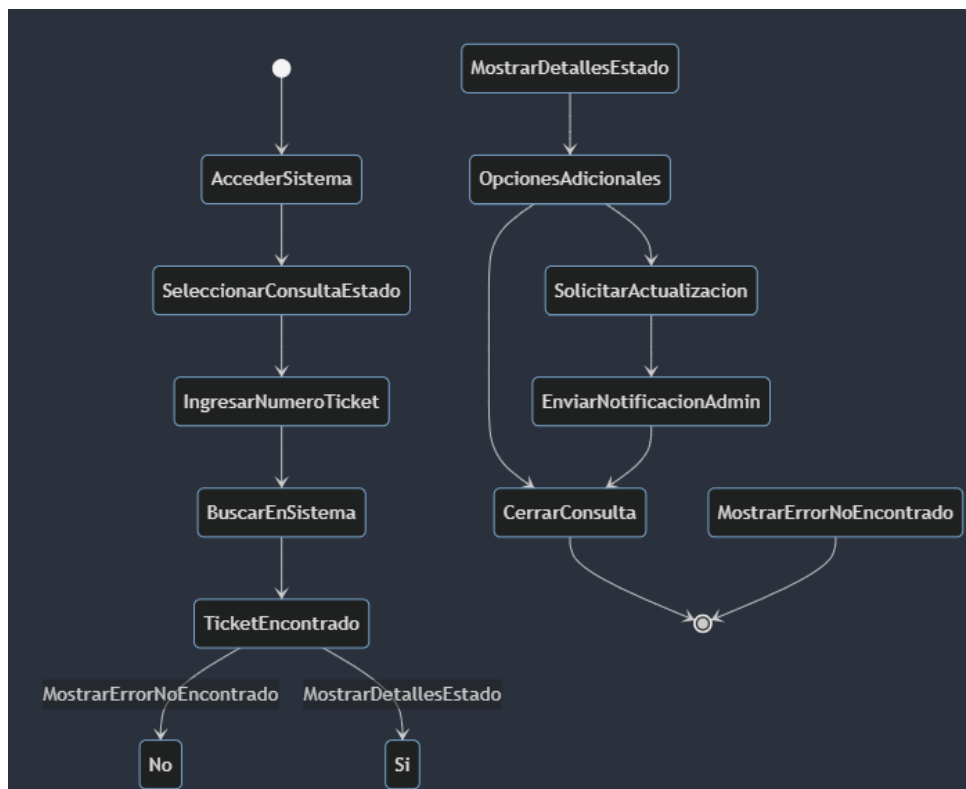 MostrarDetallesEstado
AccederSistema
OpcionesAdicionales
SeleccionarConsultaEstado
SolicitarActualizacion
IngresarNumeroTicket
EnviarNotificacionAdmin
BuscarEnSistema
CerrarConsulta
MostrarErrorNoEncontrado
TicketEncontrado
MostrarErrorNoEncontrado
MostrarDetallesEstado
No
Si